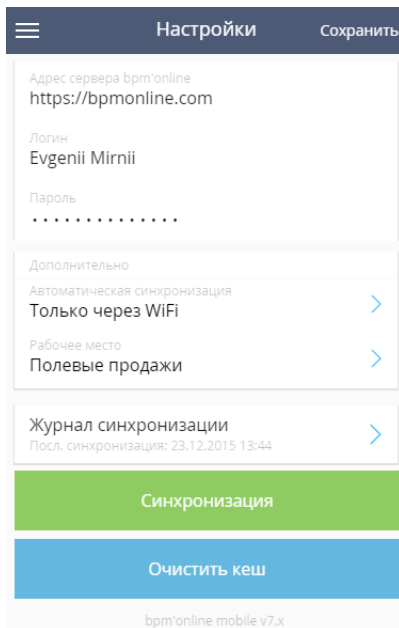 Настройки Сохранить
Адрес сервера bpm'online
https://bpmonline.com
Логин
Evgenii Mirnii
Пароль
••••••••••••••
Дополнительно
Автоматическая синхронизация
Только через WiFi
Рабочее место
Полевые продажи
Журнал синхронизации
Посл. синхронизация: 23.12.2015 13:44
Синхронизация
Очистить кеш
bpm'online mobile v7.x